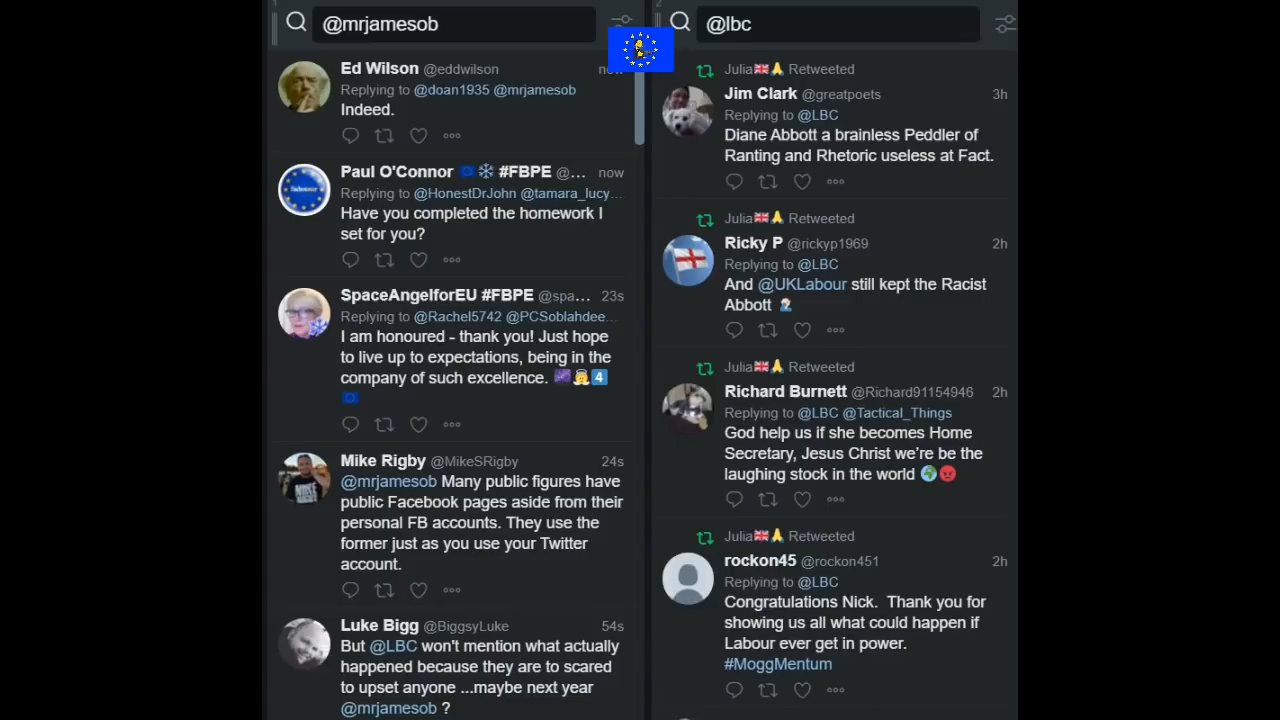 @mrjamesob
Ed Wilson @eddwilson now
Replying to @doan1935 @mrjamesob
Indeed.
Paul O'Connor #FBPE @... now
Replying to @HonestDrJohn @tamara_lucy...
Have you completed the homework I
set for you?
SpaceAngelforEU #FBPE @spa... 23s
Replying to @Rachel5742 @PCSoblahdee...
I am honoured - thank you! Just hope
to live up to expectations, being in the
company of such excellence. 4
Mike Rigby @MikeSRigby 24s
@mrjamesob Many public figures have
public Facebook pages aside from their
personal FB accounts. They use the
former just as you use your Twitter
account.
Luke Bigg @BiggsyLuke 54s
But @LBC won't mention what actually
happened because they are to scared
to upset anyone ...maybe next year
@mrjamesob ?
2
@lbc
Julia🇬🇧🙏 Retweeted
Jim Clark @greatpoets 3h
Replying to @LBC
Diane Abbott a brainless Peddler of
Ranting and Rhetoric useless at Fact.
Julia🇬🇧🙏 Retweeted
Ricky P @rickyp1969 2h
Replying to @LBC
And @UKLabour still kept the Racist
Abbott
Julia🇬🇧🙏 Retweeted
Richard Burnett @Richard91154946 2h
Replying to @LBC @Tactical_Things
God help us if she becomes Home
Secretary, Jesus Christ we're be the
laughing stock in the world 🌍😡
Julia🇬🇧🙏 Retweeted
rockon45 @rockon451 2h
Replying to @LBC
Congratulations Nick. Thank you for
showing us all what could happen if
Labour ever get in power.
#MoggMentum